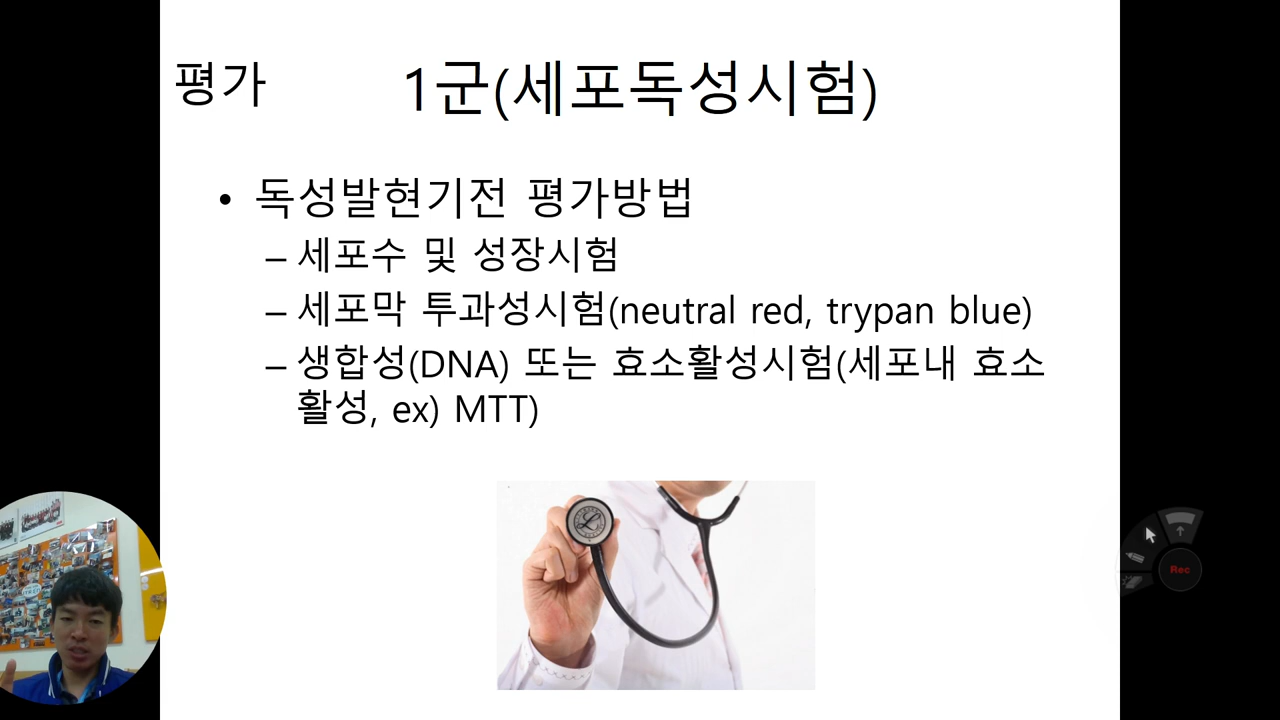 평가
1군(세포독성시험)
• 독성발현기전 평가방법
– 세포수 및 성장시험
– 세포막 투과성시험(neutral red, trypan blue)
– 생합성(DNA) 또는 효소활성시험(세포내 효소
활성, ex) MTT)
Rec